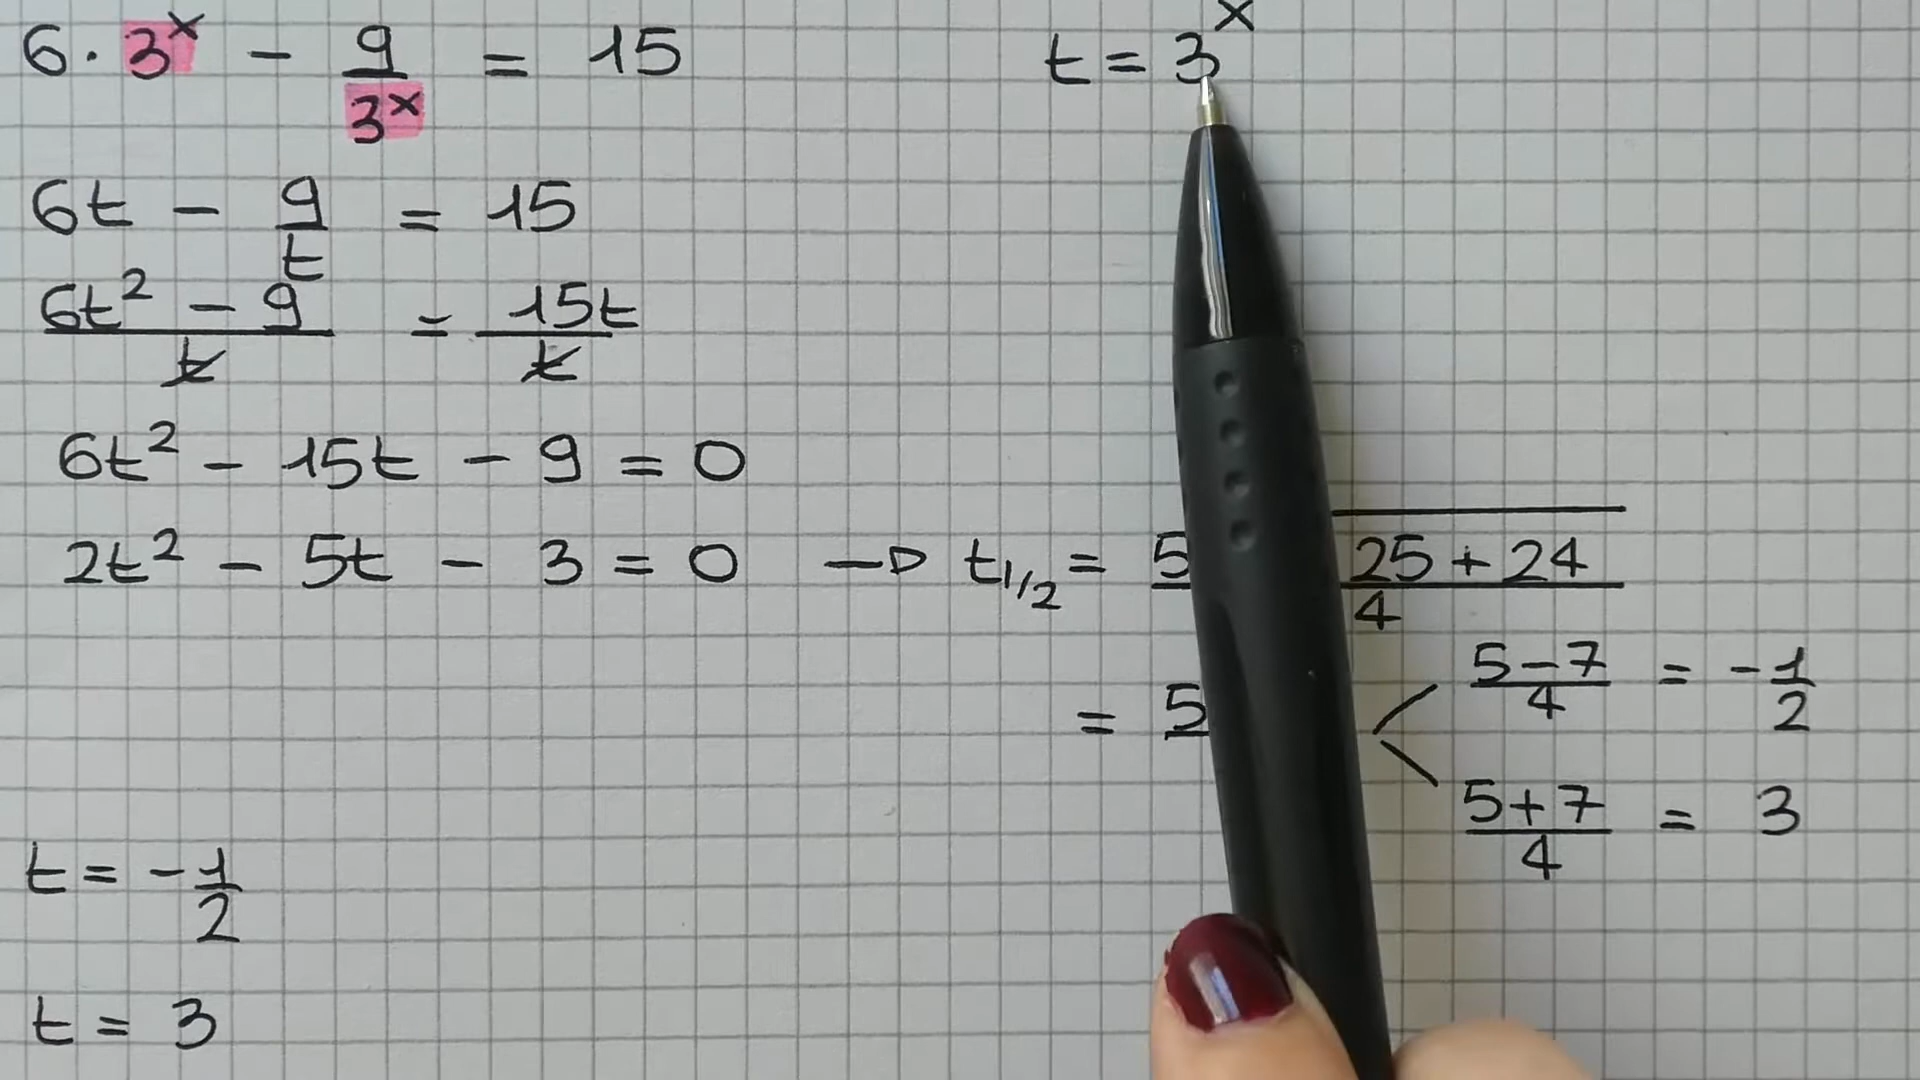 6 · 3^x − 9/3^x = 15
t = 3^x
6t − 9/t = 15
(6t² − 9)/t = 15t/t
6t² − 15t − 9 = 0
2t² − 5t − 3 = 0 → t₁/₂ = 5 25 + 24 / 4
= 5
(5 − 7)/4 = −1/2
(5 + 7)/4 = 3
t = −1/2
t = 3